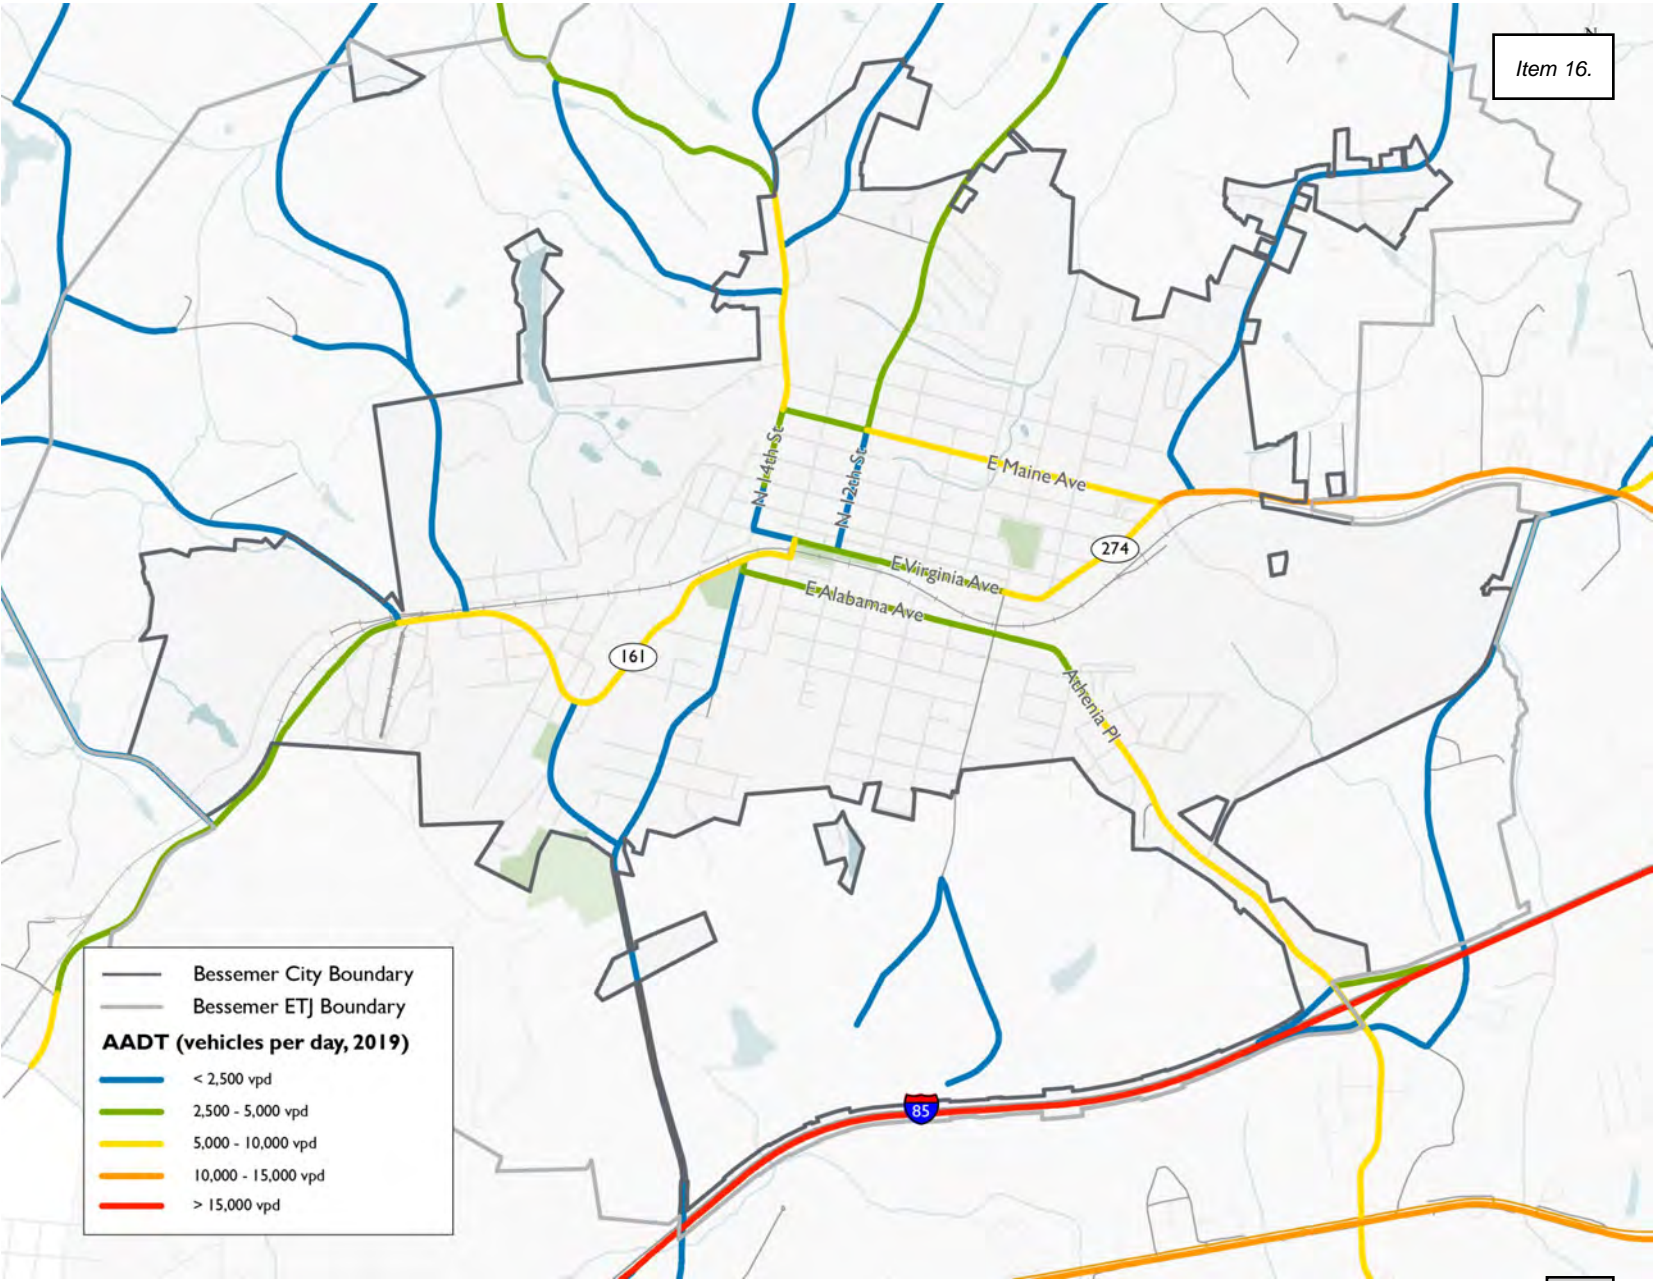 N
Item 16.
N 14th St
N 12th St
E Maine Ave
274
E Virginia Ave
E Alabama Ave
161
Athenia Pl
85
Bessemer City Boundary
Bessemer ETJ Boundary
AADT (vehicles per day, 2019)
< 2,500 vpd
2,500 - 5,000 vpd
5,000 - 10,000 vpd
10,000 - 15,000 vpd
> 15,000 vpd